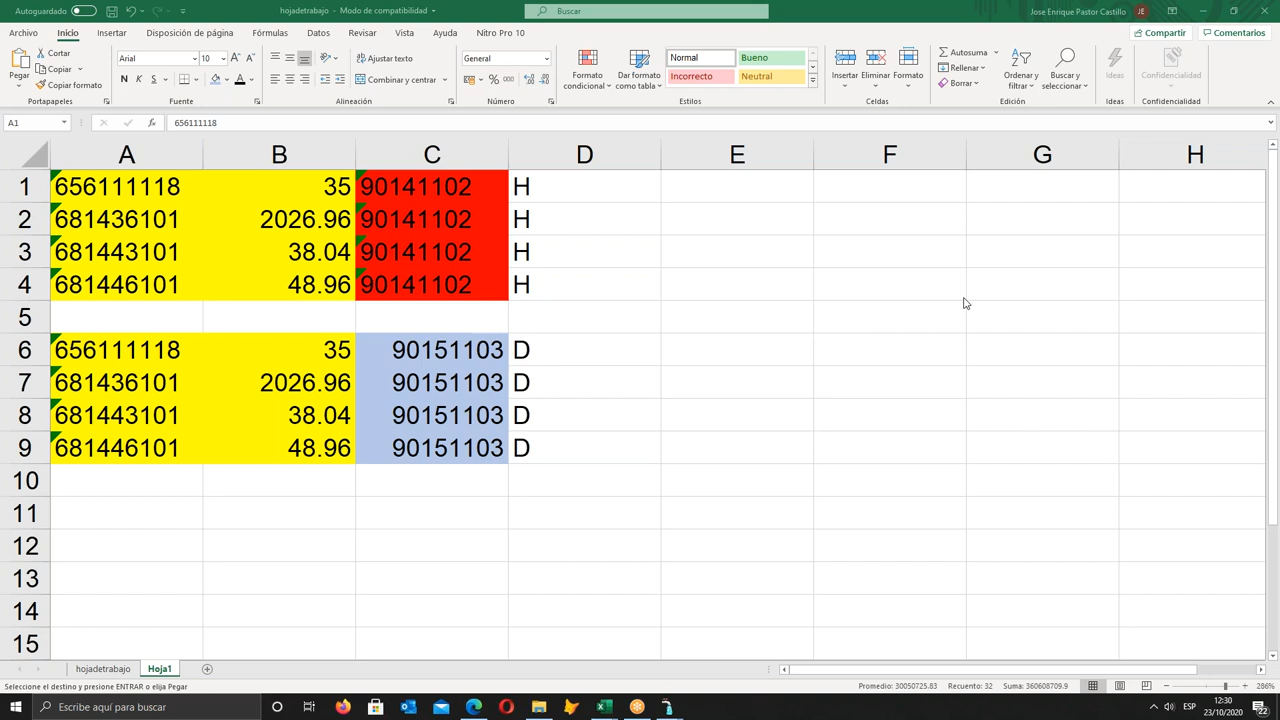 Autoguardado
hojadetrabajo - Modo de compatibilidad
Buscar
Jose Enrique Pastor Castillo
JE
Archivo Inicio Insertar Disposición de página Fórmulas Datos Revisar Vista Ayuda Nitro Pro 10
Compartir
Comentarios
Pegar
Cortar
Copiar
Copiar formato
Portapapeles
Arial
10
N K S
Fuente
Ajustar texto
Combinar y centrar
Alineación
General
Número
Formato condicional
Dar formato como tabla
Normal
Bueno
Incorrecto
Neutral
Estilos
Insertar
Eliminar
Formato
Celdas
Autosuma
Rellenar
Borrar
Ordenar y filtrar
Buscar y seleccionar
Edición
Ideas
Ideas
Confidencialidad
Confidencialidad
A1
656111118
A B C D E F G H
1 656111118 35 90141102 H
2 681436101 2026.96 90141102 H
3 681443101 38.04 90141102 H
4 681446101 48.96 90141102 H
5
6 656111118 35 90151103 D
7 681436101 2026.96 90151103 D
8 681443101 38.04 90151103 D
9 681446101 48.96 90151103 D
10
11
12
13
14
15
hojadetrabajo Hoja1
Seleccione el destino y presione ENTRAR o elija Pegar
Promedio: 30050725.83 Recuento: 32 Suma: 360608709.9
286%
Escribe aquí para buscar
ESP
12:30
23/10/2020
22